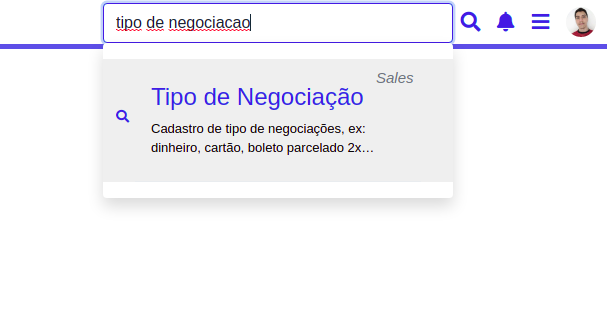 tipo de negociacao
Sales
Tipo de Negociação
Cadastro de tipo de negociações, ex:
dinheiro, cartão, boleto parcelado 2x…